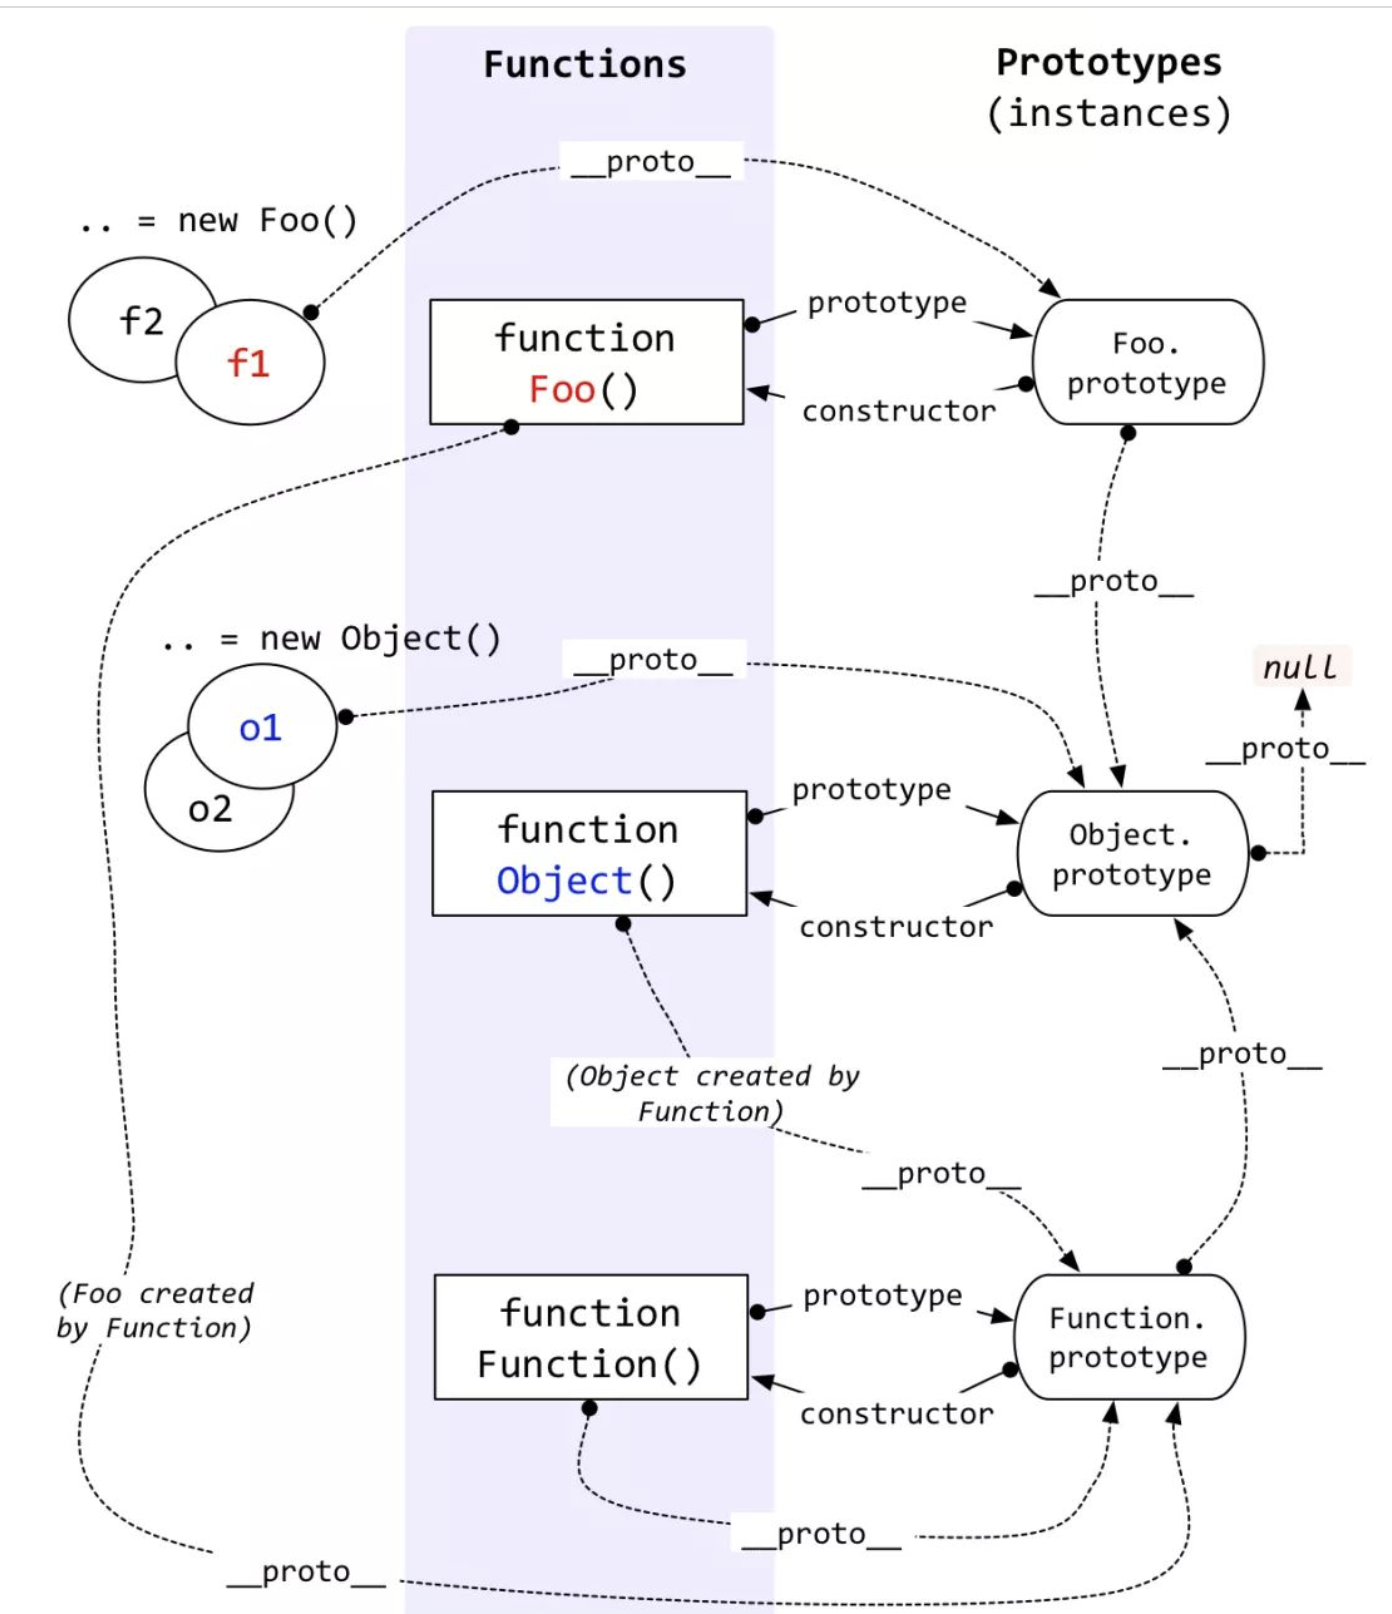 Functions
Prototypes
(instances)
__proto__
.. = new Foo()
f2
f1
function
Foo()
prototype
constructor
Foo.
prototype
__proto__
.. = new Object()
__proto__
null
__proto__
o1
o2
function
Object()
prototype
constructor
Object.
prototype
__proto__
(Object created by
Function)
__proto__
(Foo created
by Function)
function
Function()
prototype
constructor
Function.
prototype
__proto__
__proto__